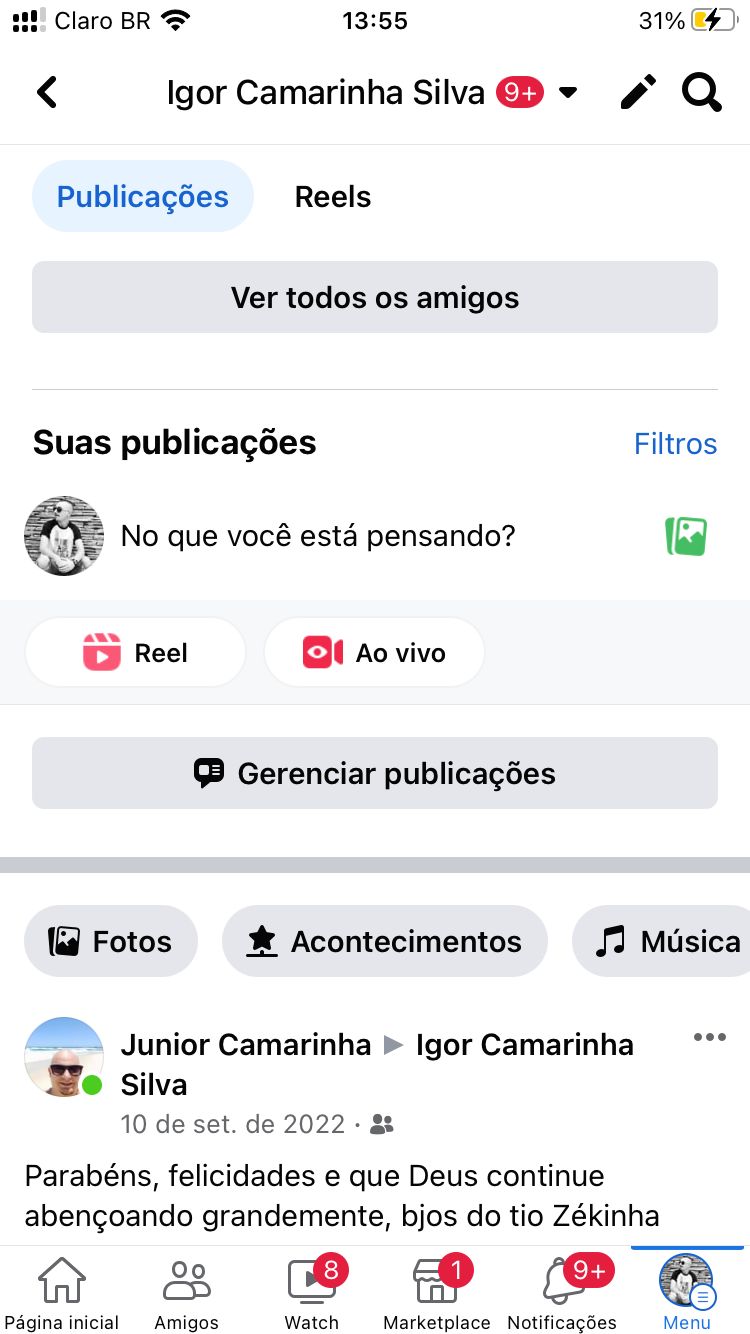 Claro BR 13:55 31%
Igor Camarinha Silva 9+
Publicações Reels
Ver todos os amigos
Suas publicações Filtros
No que você está pensando?
Reel Ao vivo
Gerenciar publicações
Fotos Acontecimentos Música
Junior Camarinha ▶ Igor Camarinha
Silva
10 de set. de 2022 ·
Parabéns, felicidades e que Deus continue
abençoando grandemente, bjos do tio Zékinha
8 1 9+
Página inicial Amigos Watch Marketplace Notificações Menu